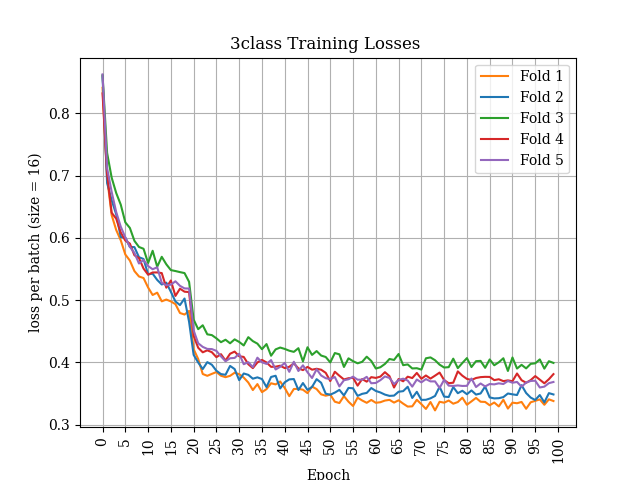 3class Training Losses
loss per batch (size = 16)
0.8
0.7
0.6
0.5
0.4
0.3
Fold 1
Fold 2
Fold 3
Fold 4
Fold 5
0 5 10 15 20 25 30 35 40 45 50 55 60 65 70 75 80 85 90 95 100
Epoch